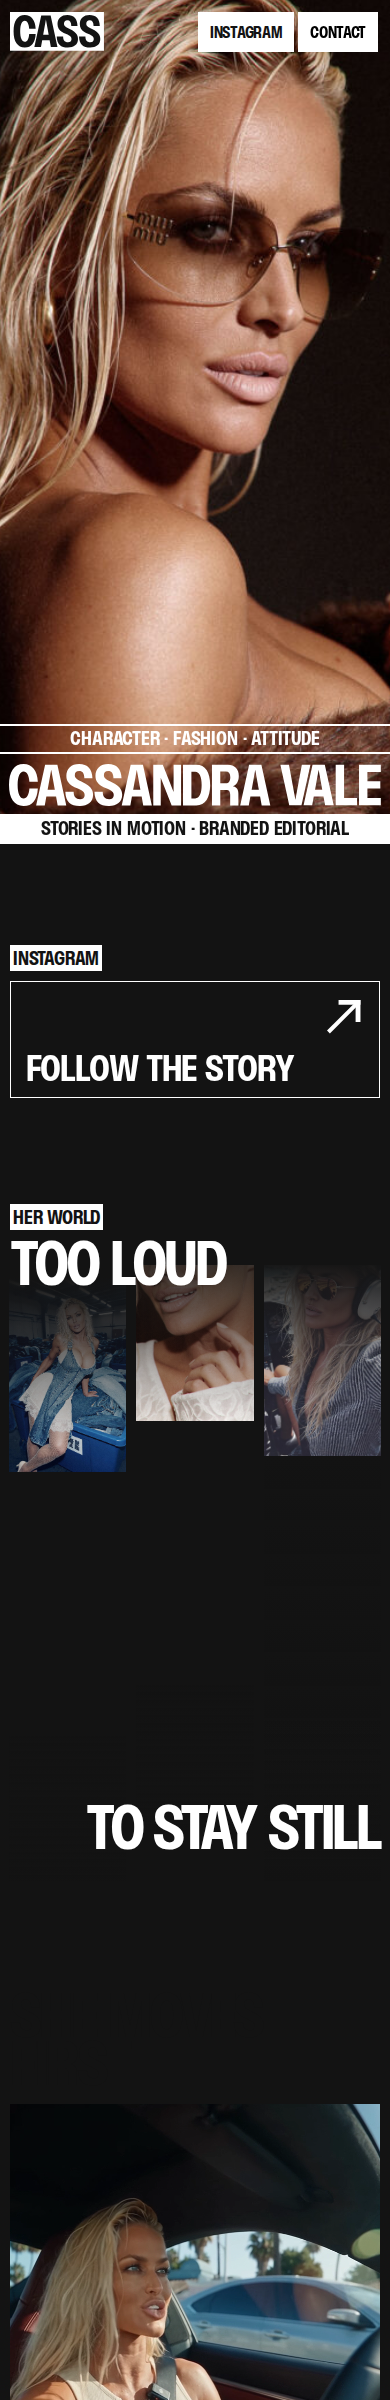 CASS
INSTAGRAM
CONTACT
CHARACTER · FASHION · ATTITUDE
CASSANDRA VALE
STORIES IN MOTION · BRANDED EDITORIAL
INSTAGRAM
FOLLOW THE STORY
HER WORLD
TOO LOUD
TO STAY STILL